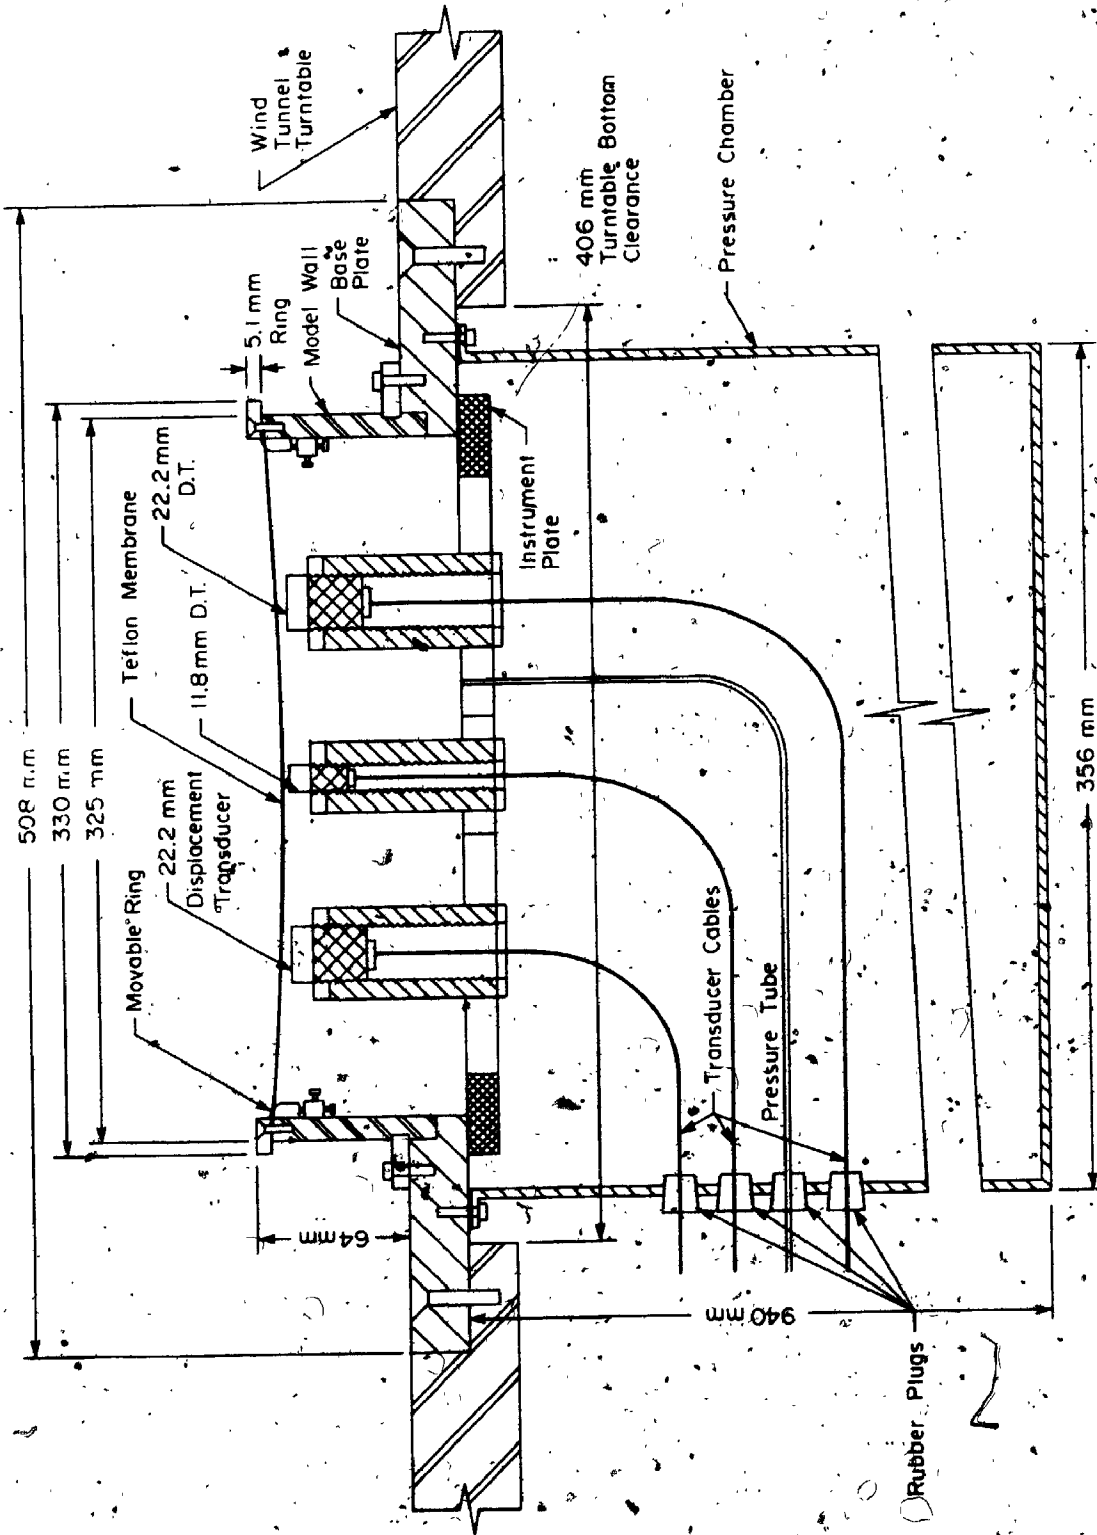 508 mm
330 mm
325 mm
Movable Ring
22.2 mm
Displacement
Transducer
Teflon Membrane
11.8mm D.T.
22.2 mm
D.T.
5.1 mm
Ring
Model Wall
Base
Plate
Wind
Tunnel
Turntable
64 mm
Instrument
Plate
406 mm
Turntable Bottom
Clearance
Pressure Chamber
Transducer Cables
Pressure Tube
940 mm
Rubber Plugs
356 mm